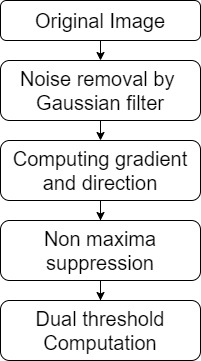 Original Image
Noise removal by
Gaussian filter
Computing gradient
and direction
Non maxima
suppression
Dual threshold
Computation